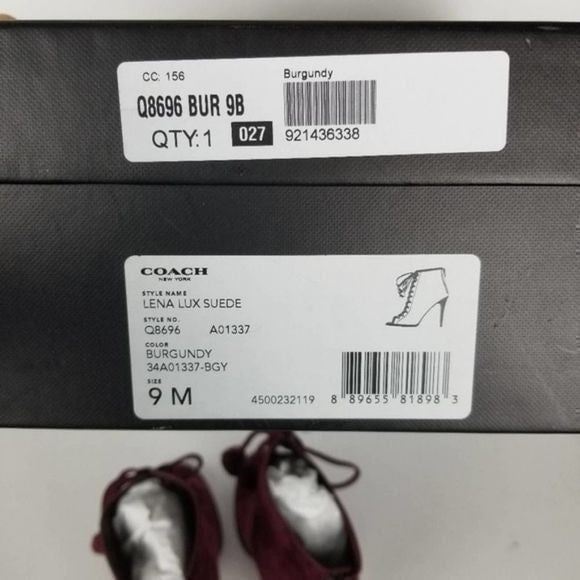 CC: 156
Burgundy
Q8696 BUR 9B
QTY: 1 027 921436338
COACH
NEW YORK
STYLE NAME
LENA LUX SUEDE
STYLE NO.
Q8696 A01337
COLOR
BURGUNDY
34A01337-BGY
SIZE
9 M
4500232119
8 89655 81898 3